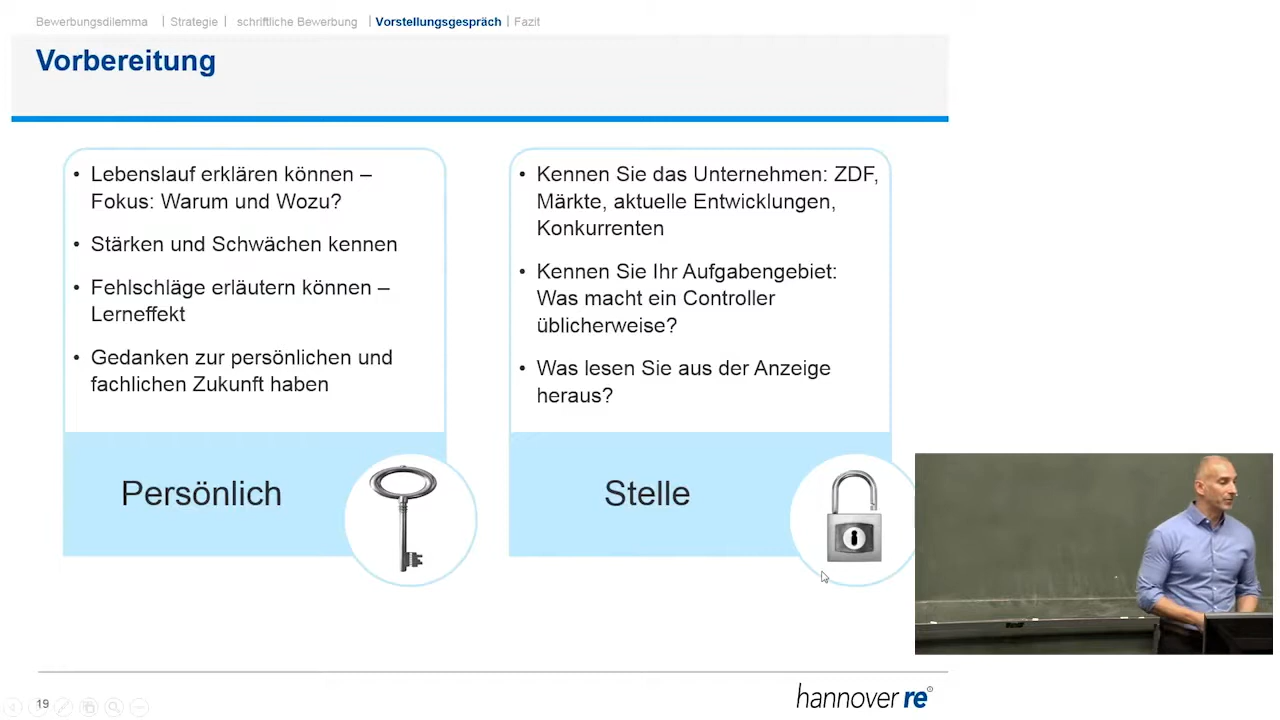 Bewerbungsdilemma | Strategie | schriftliche Bewerbung | Vorstellungsgespräch | Fazit
Vorbereitung
• Lebenslauf erklären können –
Fokus: Warum und Wozu?
• Stärken und Schwächen kennen
• Fehlschläge erläutern können –
Lerneffekt
• Gedanken zur persönlichen und
fachlichen Zukunft haben
Persönlich
• Kennen Sie das Unternehmen: ZDF,
Märkte, aktuelle Entwicklungen,
Konkurrenten
• Kennen Sie Ihr Aufgabengebiet:
Was macht ein Controller
üblicherweise?
• Was lesen Sie aus der Anzeige
heraus?
Stelle
19
hannover re®